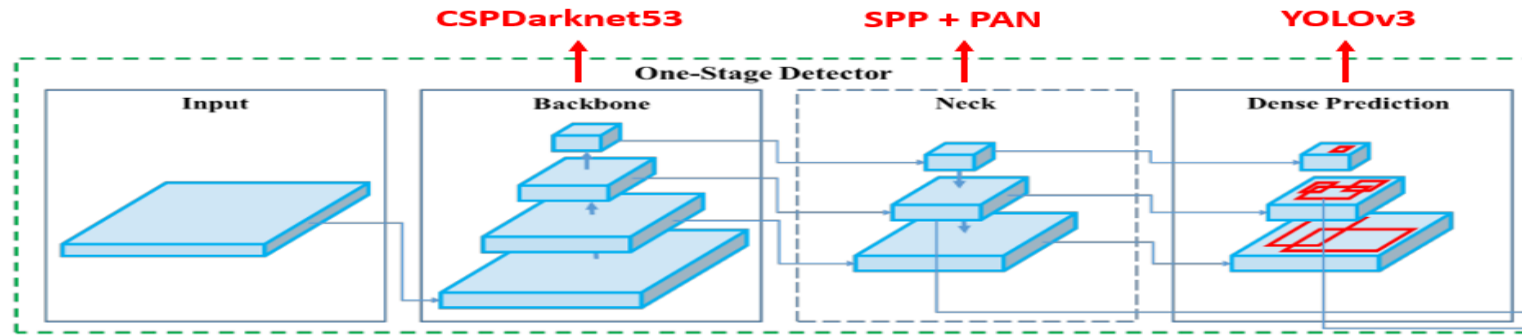 CSPDarknet53 SPP + PAN YOLOv3
One-Stage Detector
Input Backbone Neck Dense Prediction